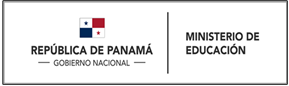 REPÚBLICA DE PANAMÁ
— GOBIERNO NACIONAL —
MINISTERIO DE
EDUCACIÓN